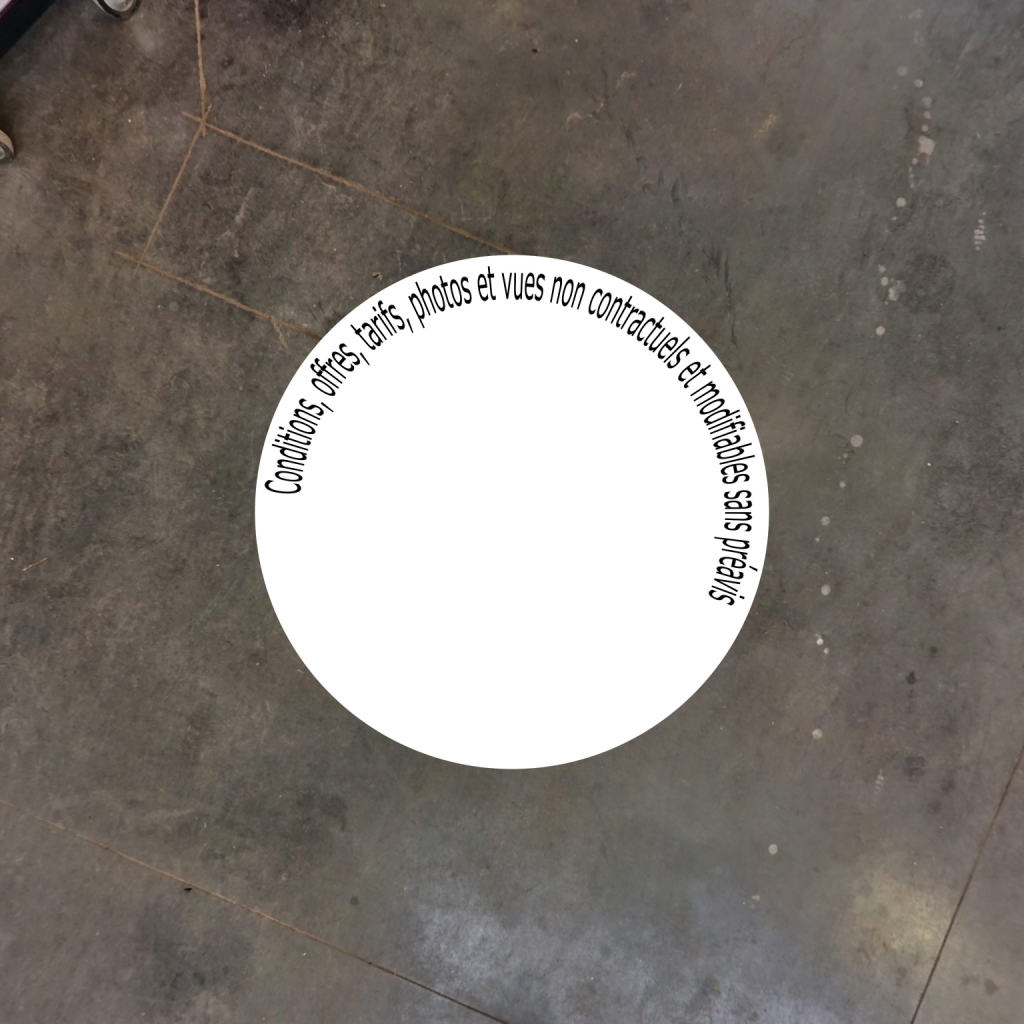 Conditions, offres, tarifs, photos et vues non contractuels et modifiables sans préavis